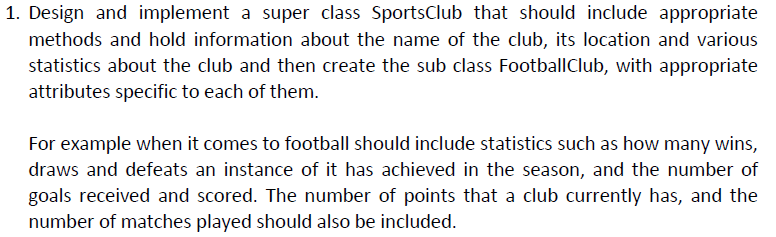 1. Design and implement a super class SportsClub that should include appropriate
methods and hold information about the name of the club, its location and various
statistics about the club and then create the sub class FootballClub, with appropriate
attributes specific to each of them.
For example when it comes to football should include statistics such as how many wins,
draws and defeats an instance of it has achieved in the season, and the number of
goals received and scored. The number of points that a club currently has, and the
number of matches played should also be included.